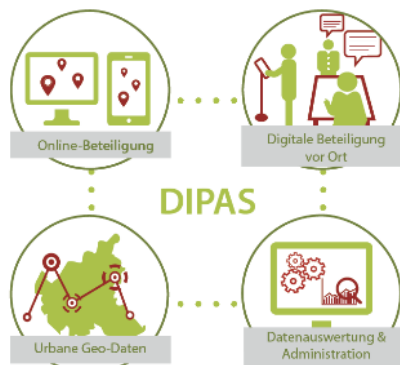 Online-Beteiligung
Digitale Beteiligung
vor Ort
DIPAS
Urbane Geo-Daten
Datenauswertung &
Administration